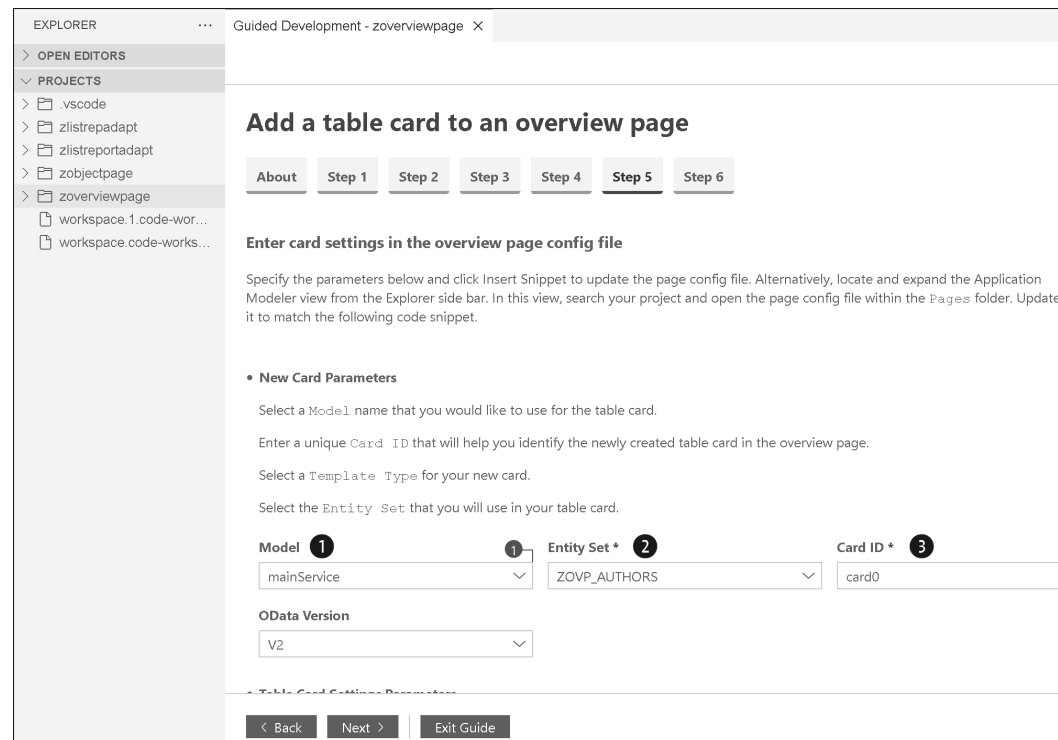 EXPLORER ···
OPEN EDITORS
PROJECTS
.vscode
zlistrepadapt
zlistreportadapt
zobjectpage
zoverviewpage
workspace.1.code-wor...
workspace.code-works...
Guided Development - zoverviewpage ×
Add a table card to an overview page
About Step 1 Step 2 Step 3 Step 4 Step 5 Step 6
Enter card settings in the overview page config file
Specify the parameters below and click Insert Snippet to update the page config file. Alternatively, locate and expand the Application
Modeler view from the Explorer side bar. In this view, search your project and open the page config file within the Pages folder. Update
it to match the following code snippet.
• New Card Parameters
Select a Model name that you would like to use for the table card.
Enter a unique Card ID that will help you identify the newly created table card in the overview page.
Select a Template Type for your new card.
Select the Entity Set that you will use in your table card.
Model 1 1 Entity Set * 2 Card ID * 3
mainService ZOVP_AUTHORS card0
OData Version
V2
• Table Card Settings Parameters
< Back Next > Exit Guide